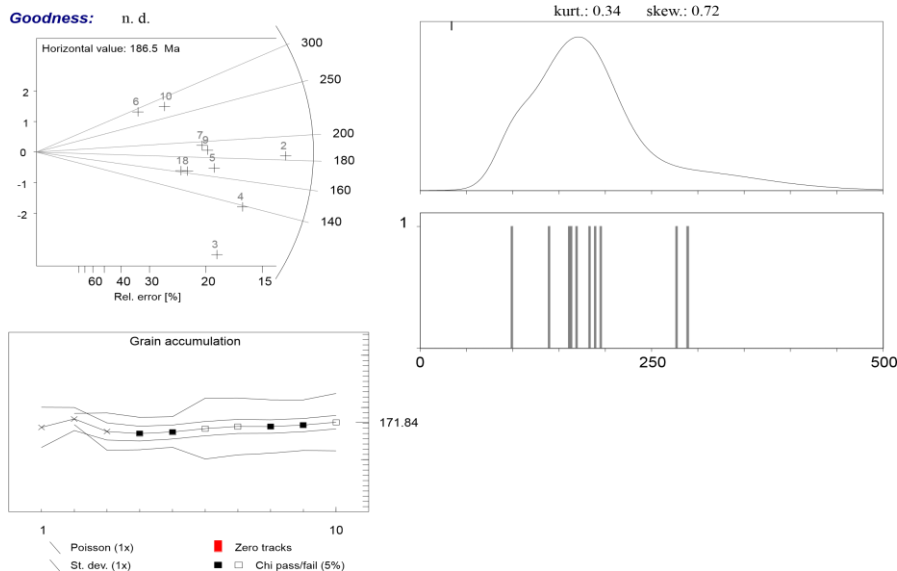 Goodness: n. d.
Horizontal value: 186.5 Ma
300
250
200
180
160
140
2
1
0
-1
-2
6
10
7
9
2
5
18
4
3
60 40 30 20 15
Rel. error [%]
kurt.: 0.34 skew.: 0.72
1
0 250 500
Grain accumulation
171.84
1 10
Poisson (1x) Zero tracks
St. dev. (1x) Chi pass/fail (5%)